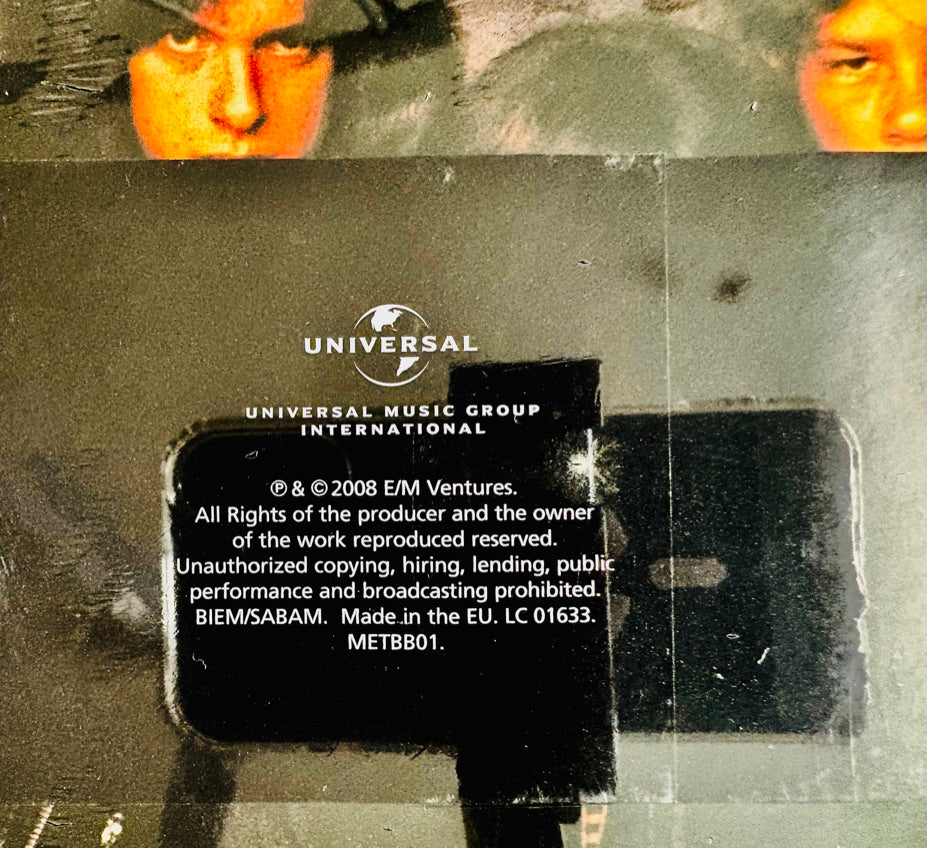 UNIVERSAL
UNIVERSAL MUSIC GROUP
INTERNATIONAL
℗ & © 2008 E/M Ventures.
All Rights of the producer and the owner
of the work reproduced reserved.
Unauthorized copying, hiring, lending, public
performance and broadcasting prohibited.
BIEM/SABAM. Made in the EU. LC 01633.
METBB01.